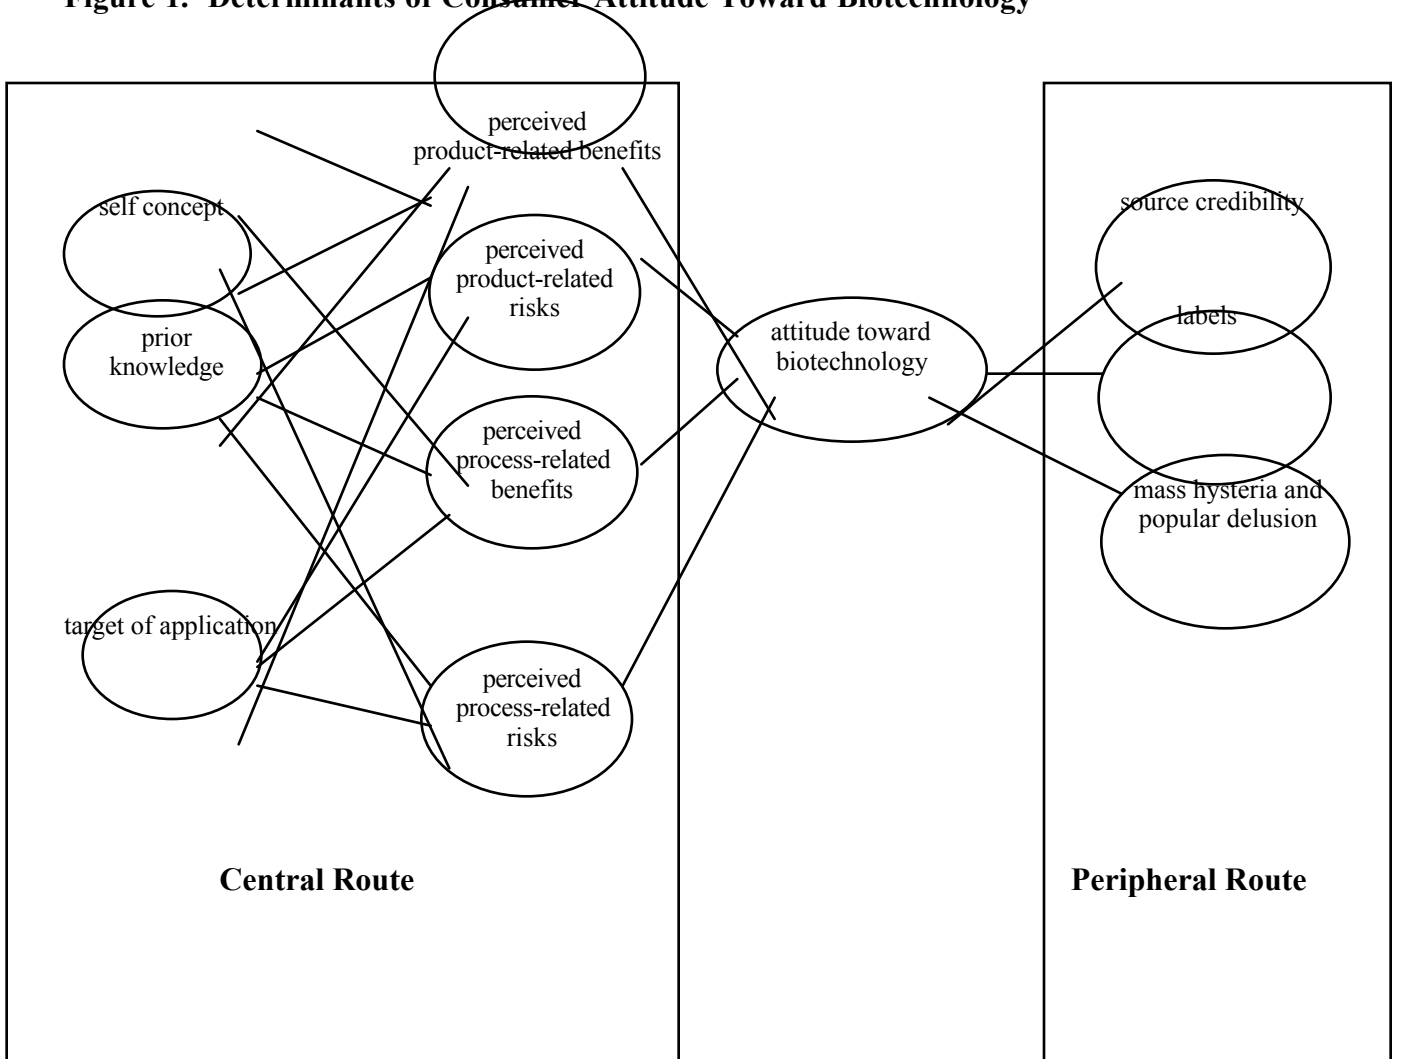 Figure 1. Determinants of Consumer Attitude Toward Biotechnology
perceived
product-related benefits
self concept
prior
knowledge
target of application
perceived
product-related
risks
perceived
process-related
benefits
perceived
process-related
risks
attitude toward
biotechnology
source credibility
labels
mass hysteria and
popular delusion
Central Route
Peripheral Route